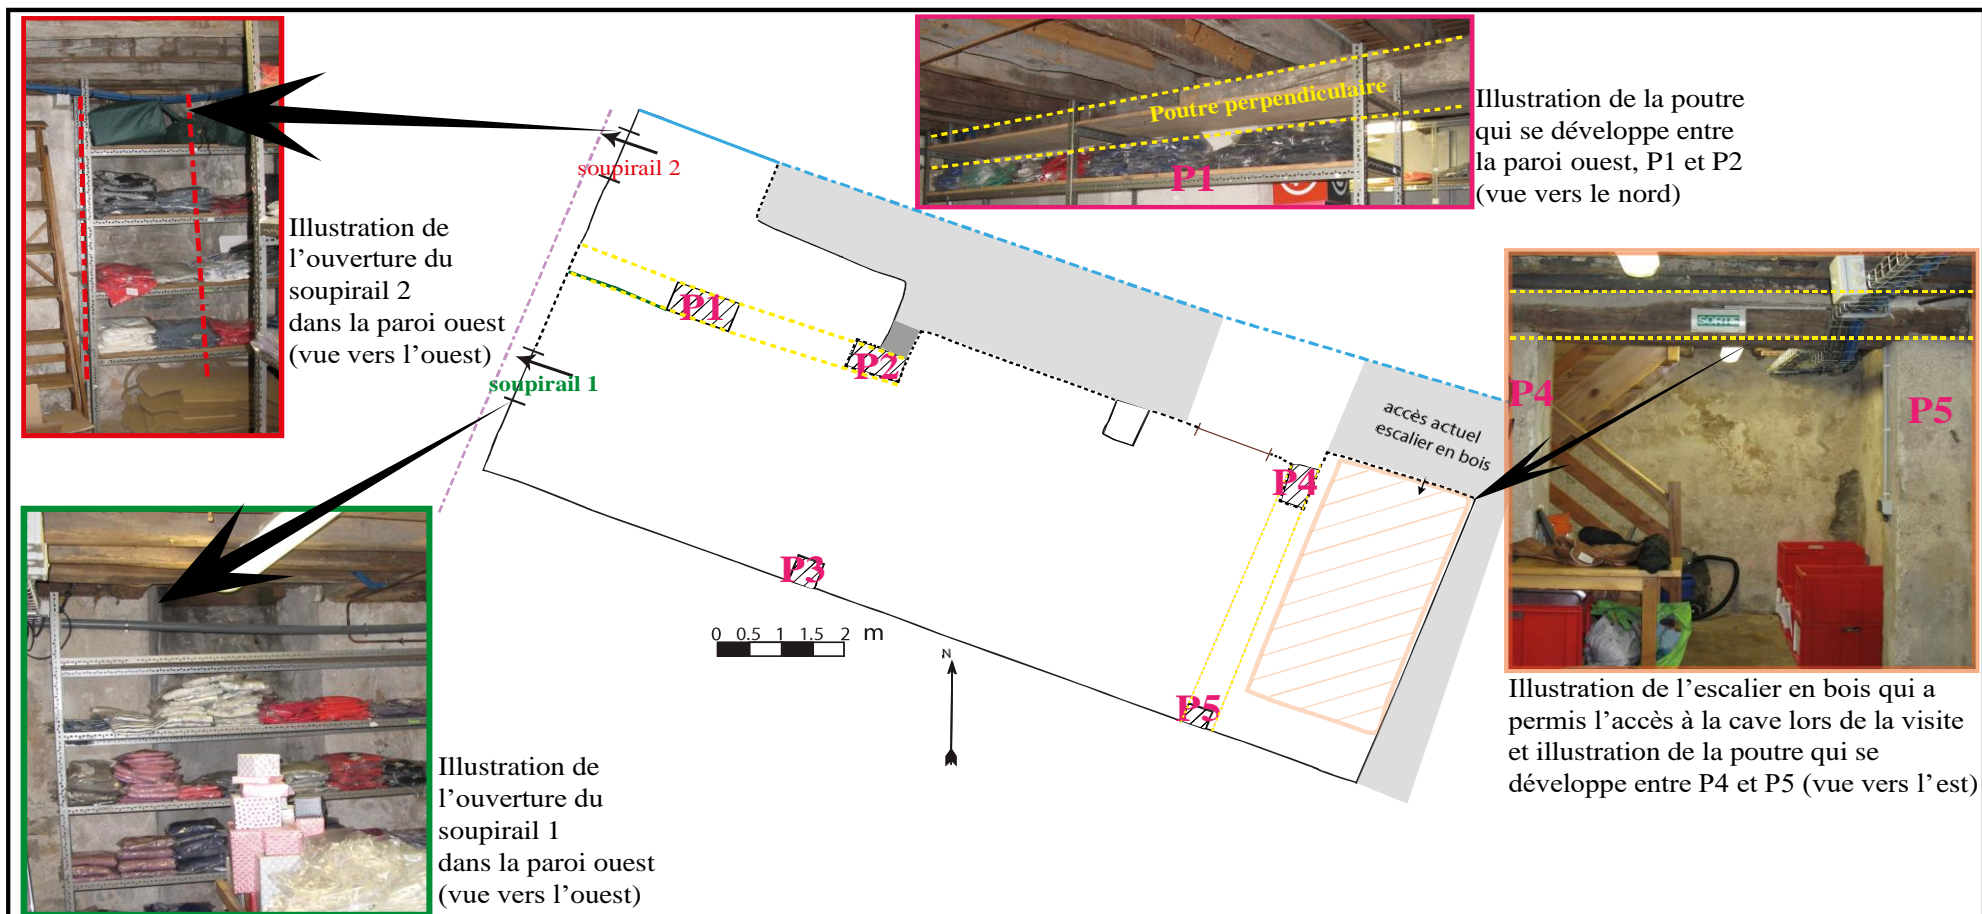 Poutre perpendiculaire
P1
Illustration de la poutre
qui se développe entre
la paroi ouest, P1 et P2
(vue vers le nord)
soupirail 2
Illustration de
l’ouverture du
soupirail 2
dans la paroi ouest
(vue vers l’ouest)
soupirail 1
P1
P2
P3
P4
P5
accès actuel
escalier en bois
0 0.5 1 1.5 2 m
N
SORTIE
P4
P5
Illustration de l’escalier en bois qui a
permis l’accès à la cave lors de la visite
et illustration de la poutre qui se
développe entre P4 et P5 (vue vers l’est)
Illustration de
l’ouverture du
soupirail 1
dans la paroi ouest
(vue vers l’ouest)